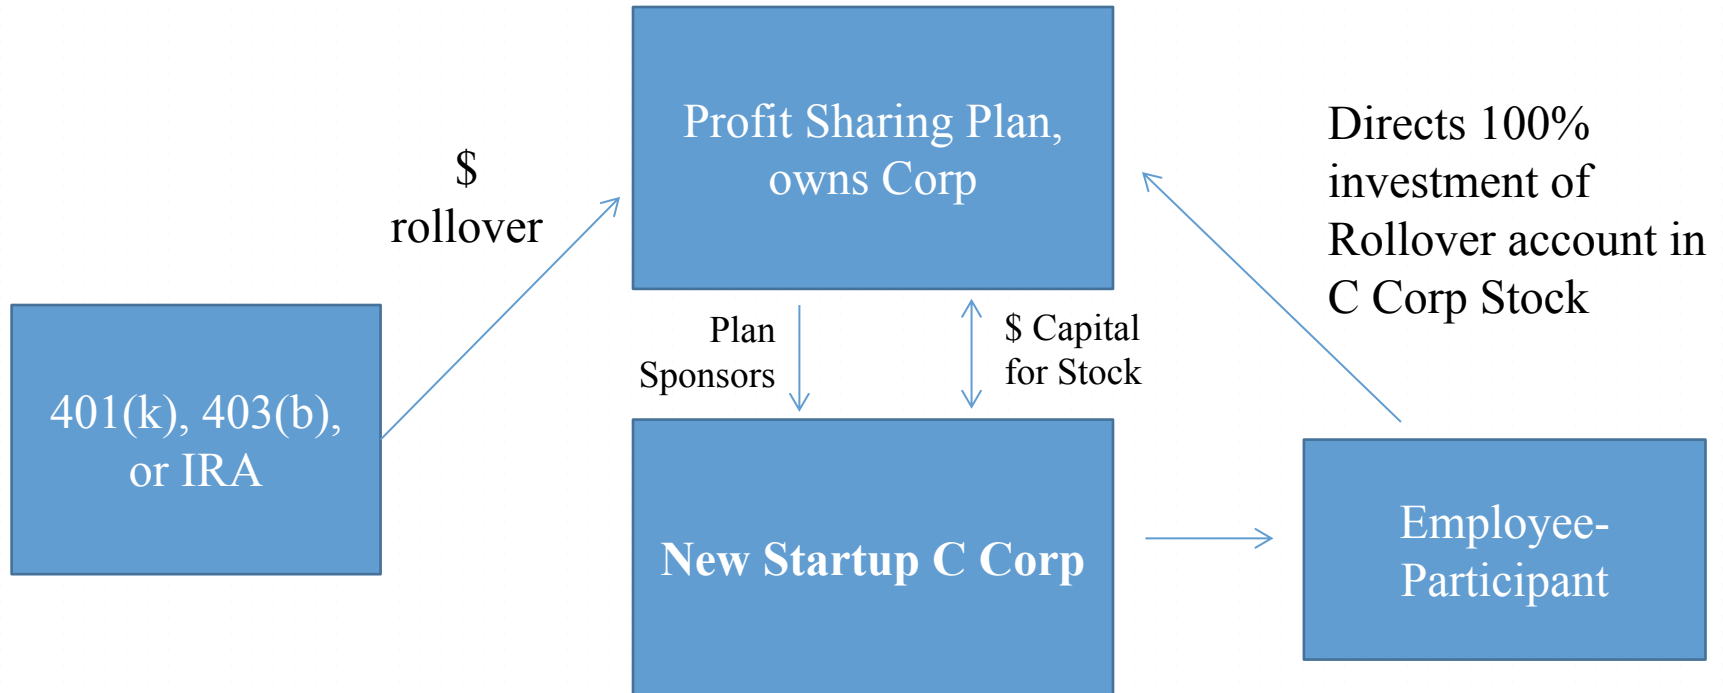 Profit Sharing Plan,
owns Corp
$
rollover
Directs 100%
investment of
Rollover account in
C Corp Stock
Plan
Sponsors
$ Capital
for Stock
401(k), 403(b),
or IRA
New Startup C Corp
Employee-
Participant